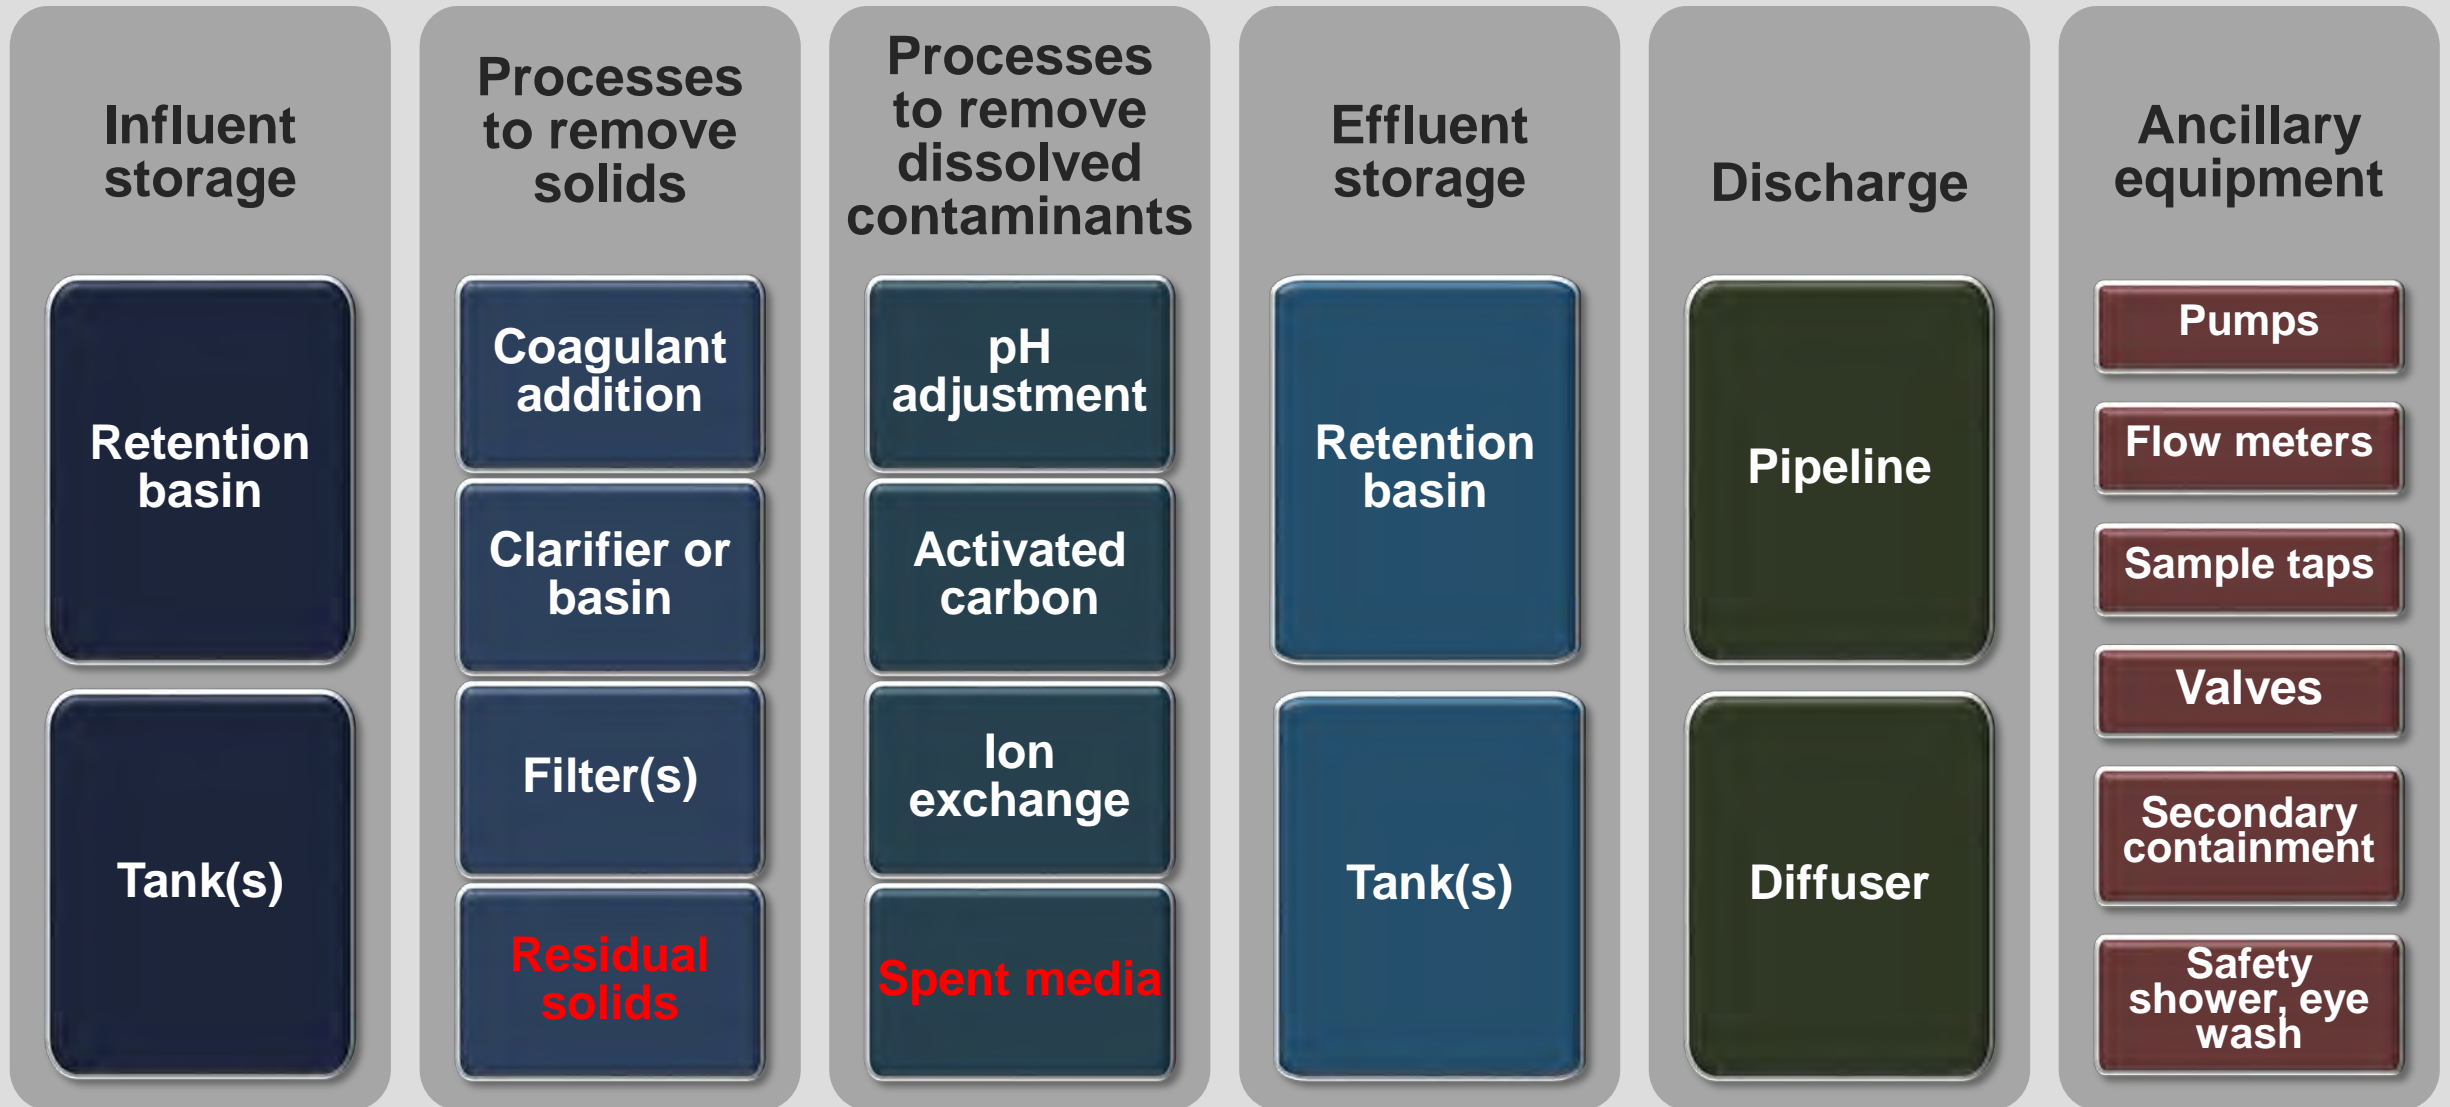 Influent
storage
Retention
basin
Tank(s)
Processes
to remove
solids
Coagulant
addition
Clarifier or
basin
Filter(s)
Residual
solids
Processes
to remove
dissolved
contaminants
pH
adjustment
Activated
carbon
Ion
exchange
Spent media
Effluent
storage
Retention
basin
Tank(s)
Discharge
Pipeline
Diffuser
Ancillary
equipment
Pumps
Flow meters
Sample taps
Valves
Secondary
containment
Safety
shower, eye
wash